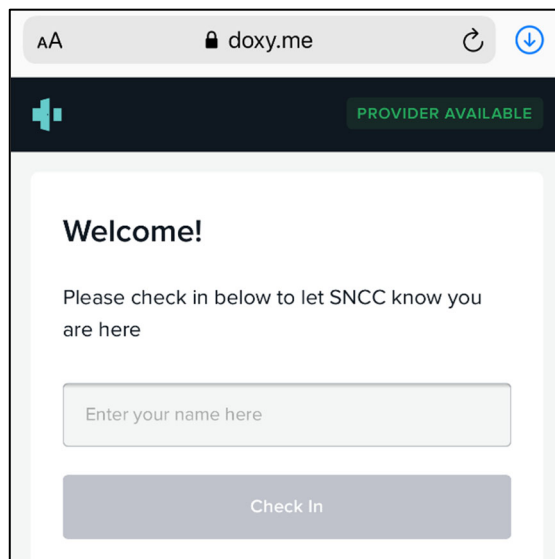 AA doxy.me
PROVIDER AVAILABLE
Welcome!
Please check in below to let SNCC know you
are here
Enter your name here
Check In